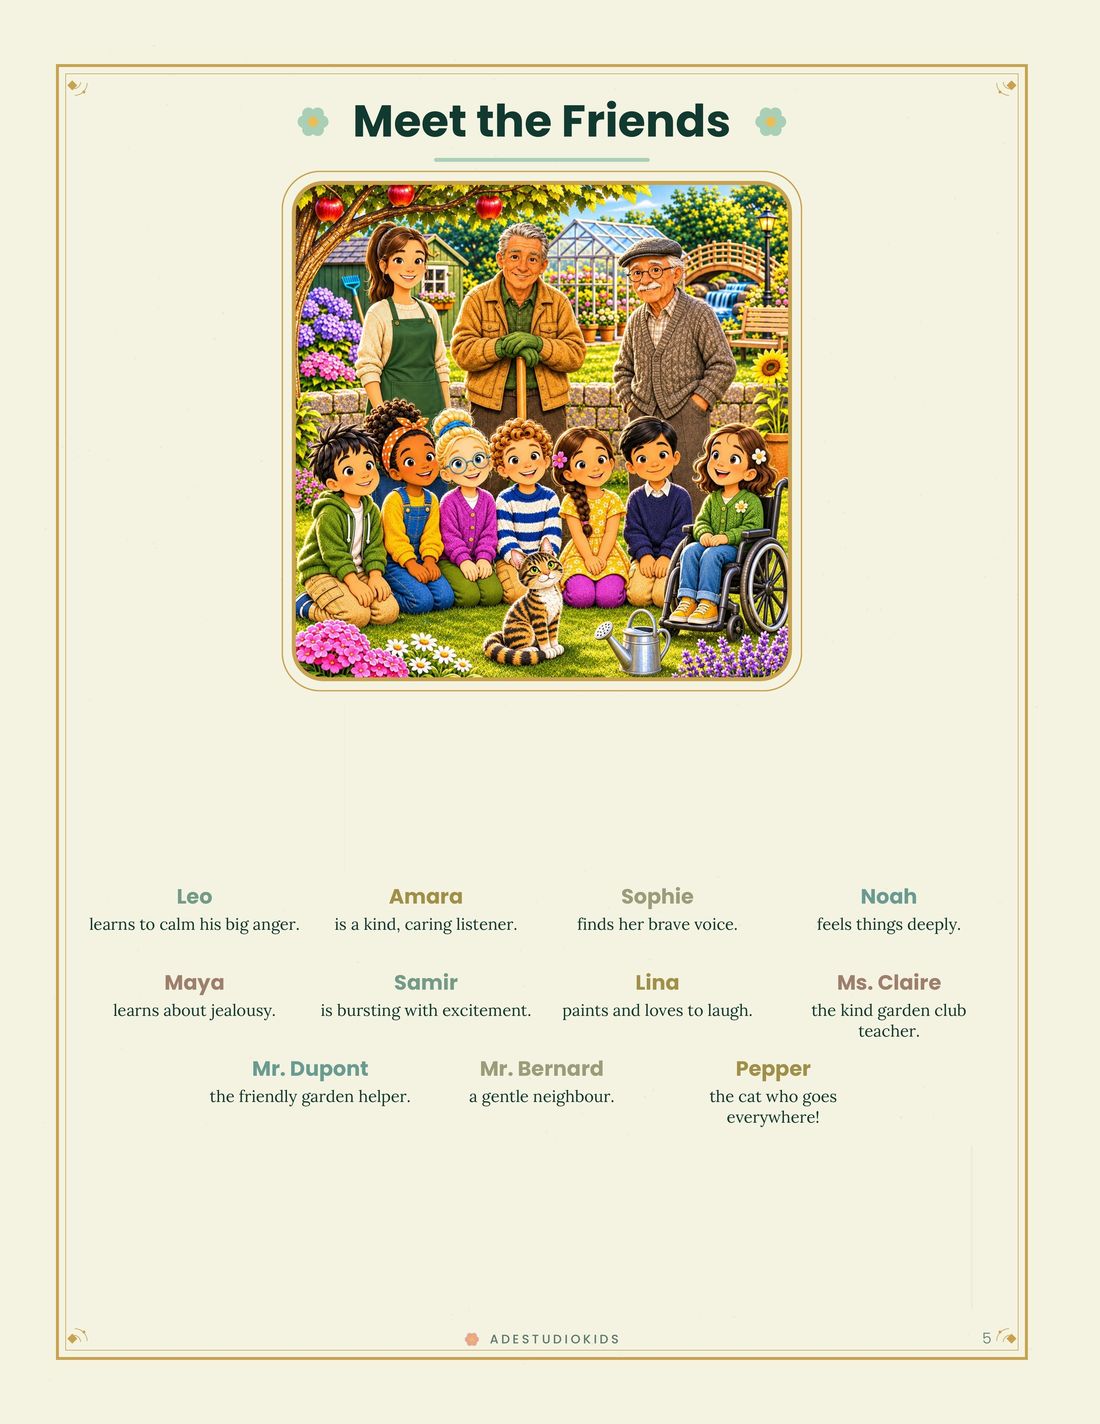 Meet the Friends
Leo
learns to calm his big anger.
Amara
is a kind, caring listener.
Sophie
finds her brave voice.
Noah
feels things deeply.
Maya
learns about jealousy.
Samir
is bursting with excitement.
Lina
paints and loves to laugh.
Ms. Claire
the kind garden club
teacher.
Mr. Dupont
the friendly garden helper.
Mr. Bernard
a gentle neighbour.
Pepper
the cat who goes
everywhere!
ADESTUDIOKIDS
5